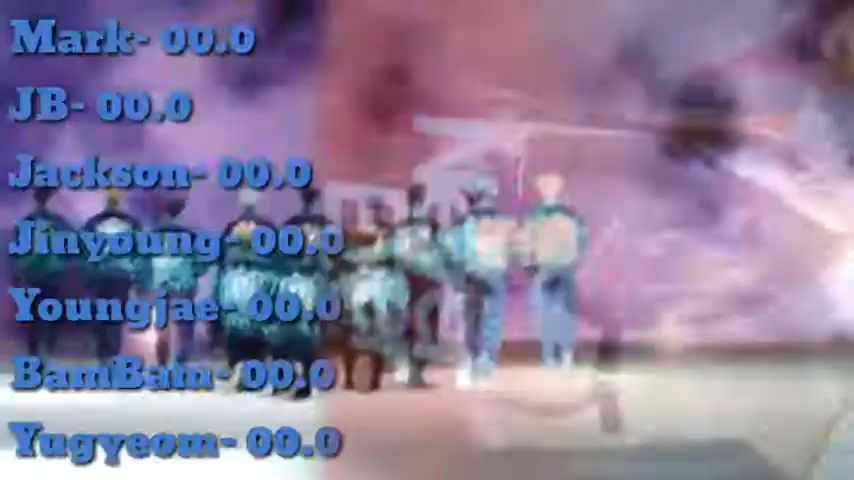 Mark- 00.0
JB- 00.0
Jackson- 00.0
Jinyoung- 00.0
Youngjae- 00.0
BamBam- 00.0
Yugyeom- 00.0